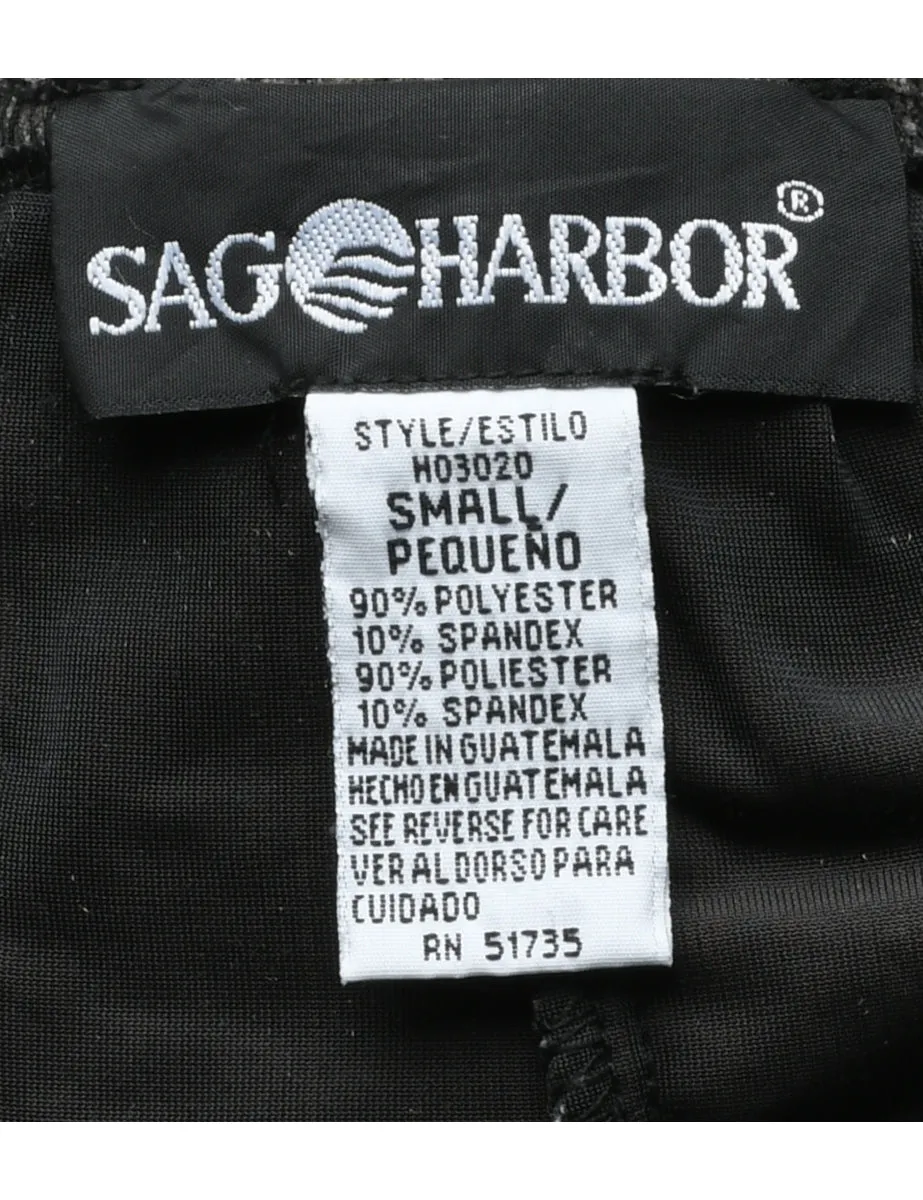 SAG HARBOR®
STYLE/ESTILO
H03020
SMALL/
PEQUEÑO
90% POLYESTER
10% SPANDEX
90% POLIESTER
10% SPANDEX
MADE IN GUATEMALA
HECHO EN GUATEMALA
SEE REVERSE FOR CARE
VER AL DORSO PARA
CUIDADO
RN 51735